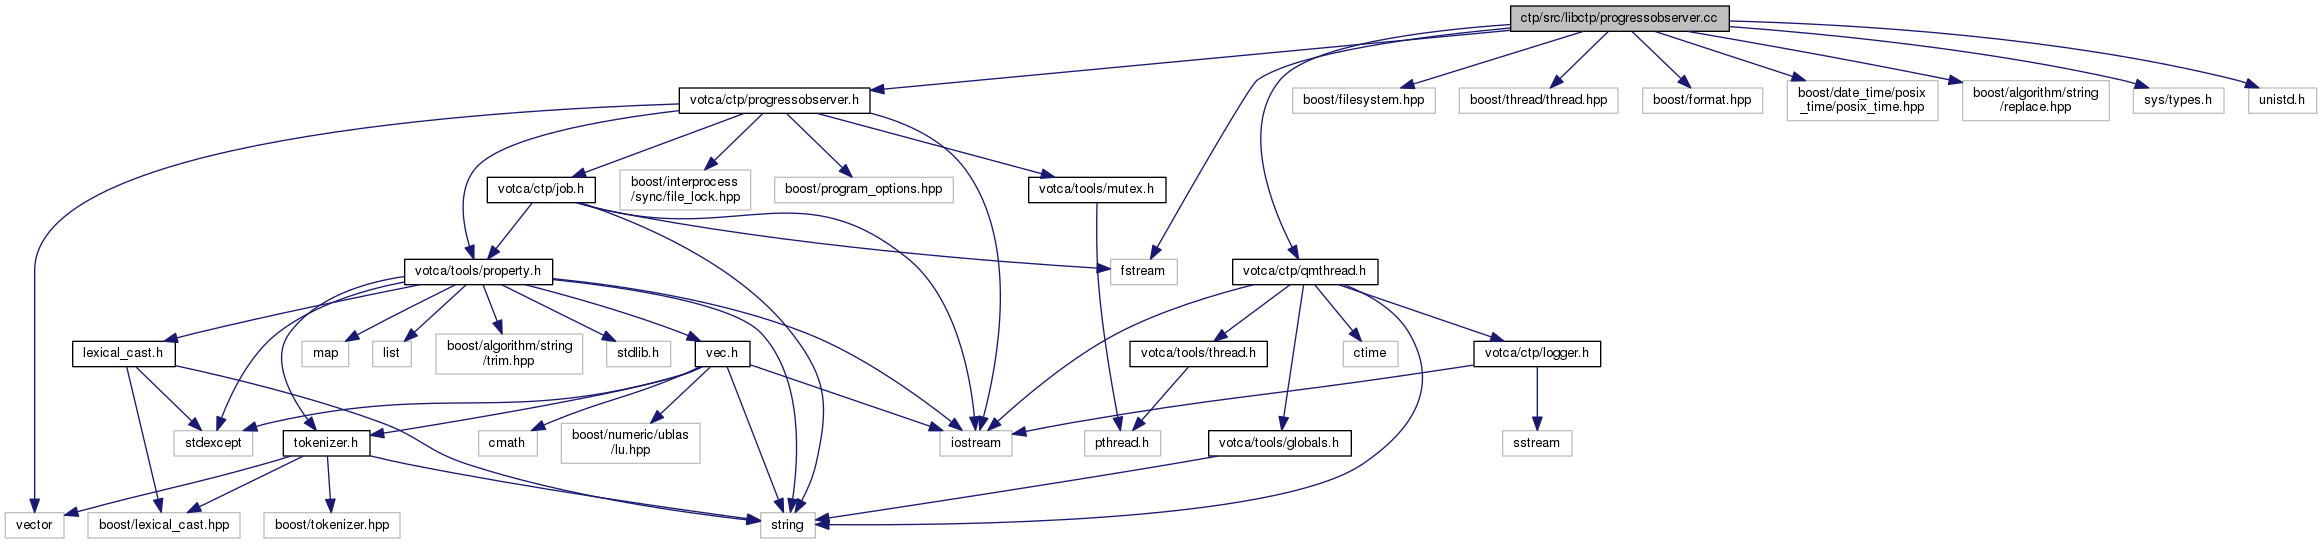 ctp/src/libctp/progressobserver.cc
votca/ctp/progressobserver.h
boost/filesystem.hpp
boost/thread/thread.hpp
boost/format.hpp
boost/date_time/posix
_time/posix_time.hpp
boost/algorithm/string
/replace.hpp
sys/types.h
unistd.h
votca/ctp/job.h
boost/interprocess
/sync/file_lock.hpp
boost/program_options.hpp
votca/tools/mutex.h
votca/tools/property.h
fstream
votca/ctp/qmthread.h
lexical_cast.h
map
list
boost/algorithm/string
/trim.hpp
stdlib.h
vec.h
votca/tools/thread.h
ctime
votca/ctp/logger.h
stdexcept
tokenizer.h
cmath
boost/numeric/ublas
/lu.hpp
iostream
pthread.h
votca/tools/globals.h
sstream
vector
boost/lexical_cast.hpp
boost/tokenizer.hpp
string